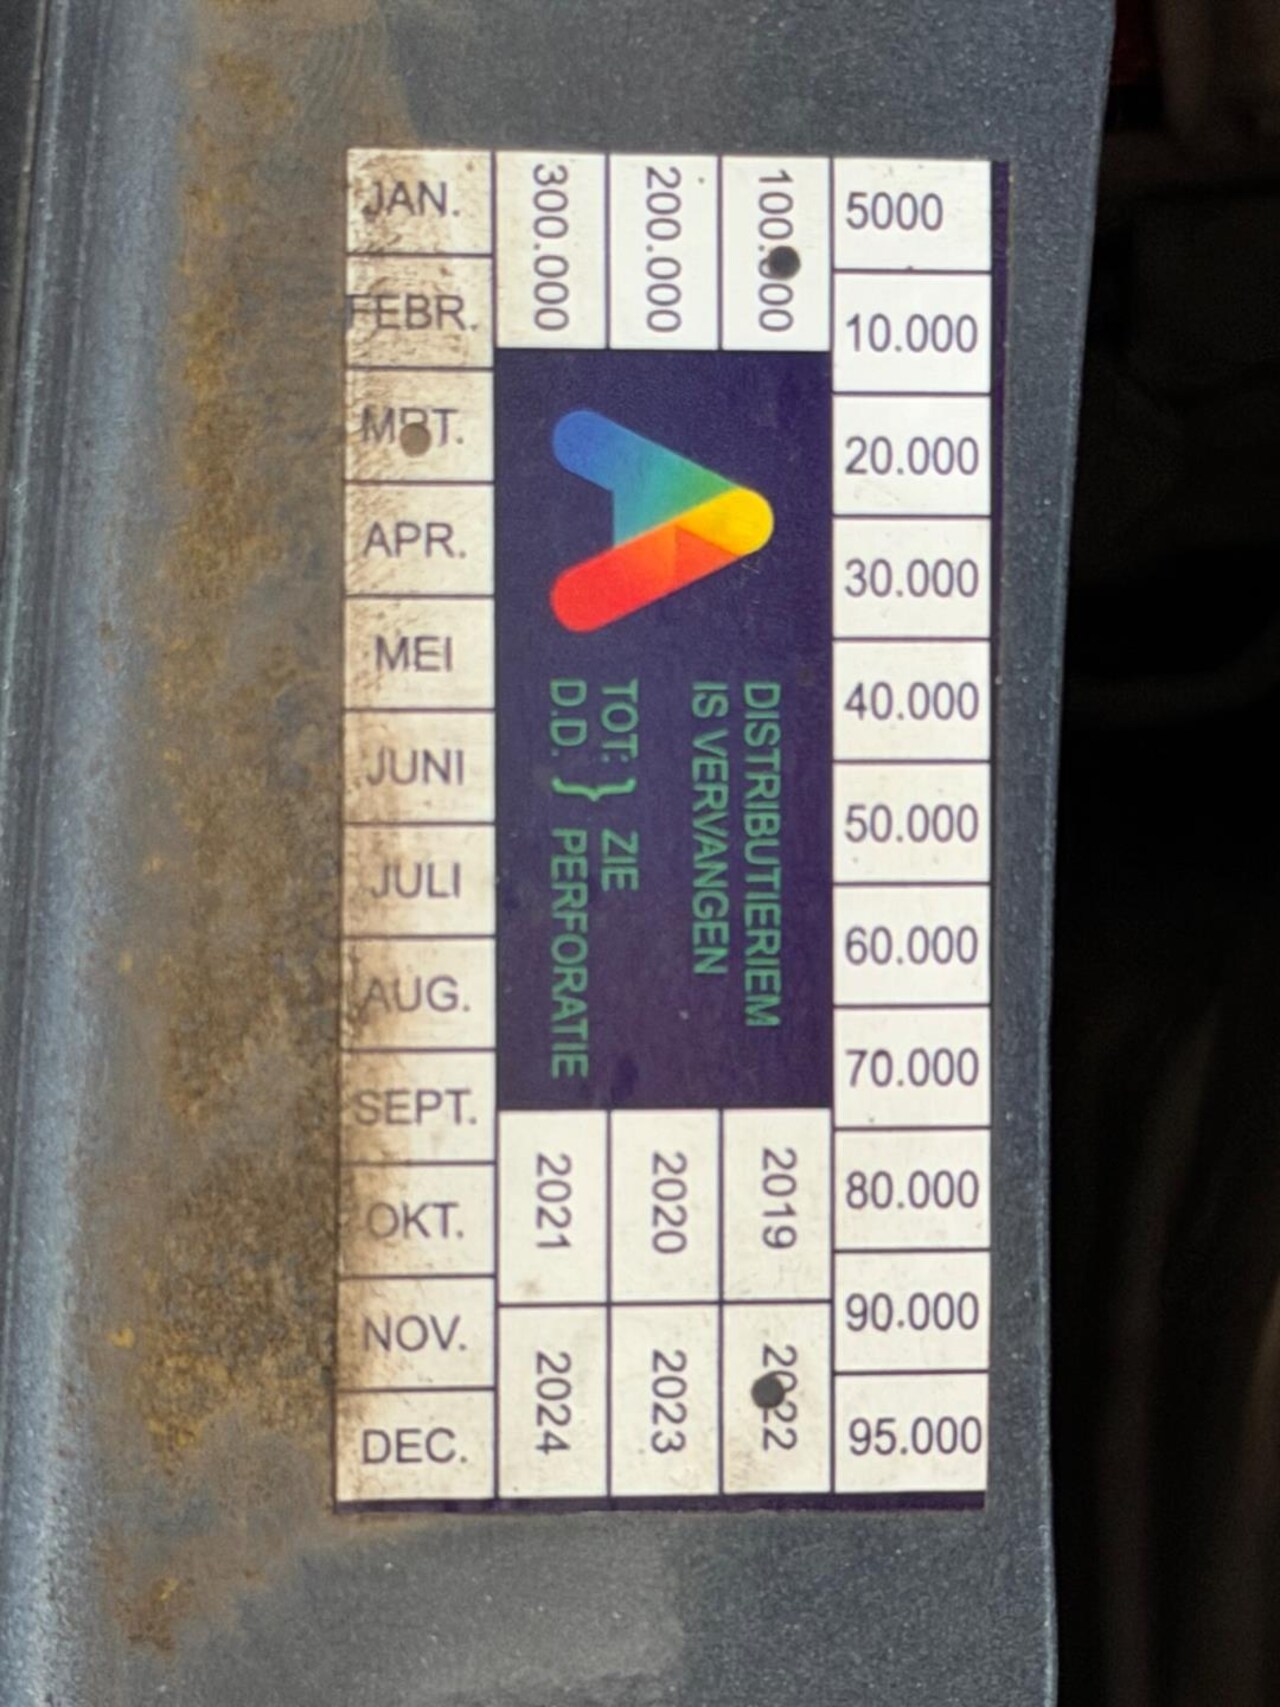 JAN.
FEBR.
MRT.
APR.
MEI
JUNI
JULI
AUG.
SEPT.
OKT.
NOV.
DEC.
300.000
200.000
100.000
DISTRIBUTIERIEM
IS VERVANGEN
TOT: } ZIE
D.D. } PERFORATIE
2021
2020
2019
2024
2023
2022
5000
10.000
20.000
30.000
40.000
50.000
60.000
70.000
80.000
90.000
95.000